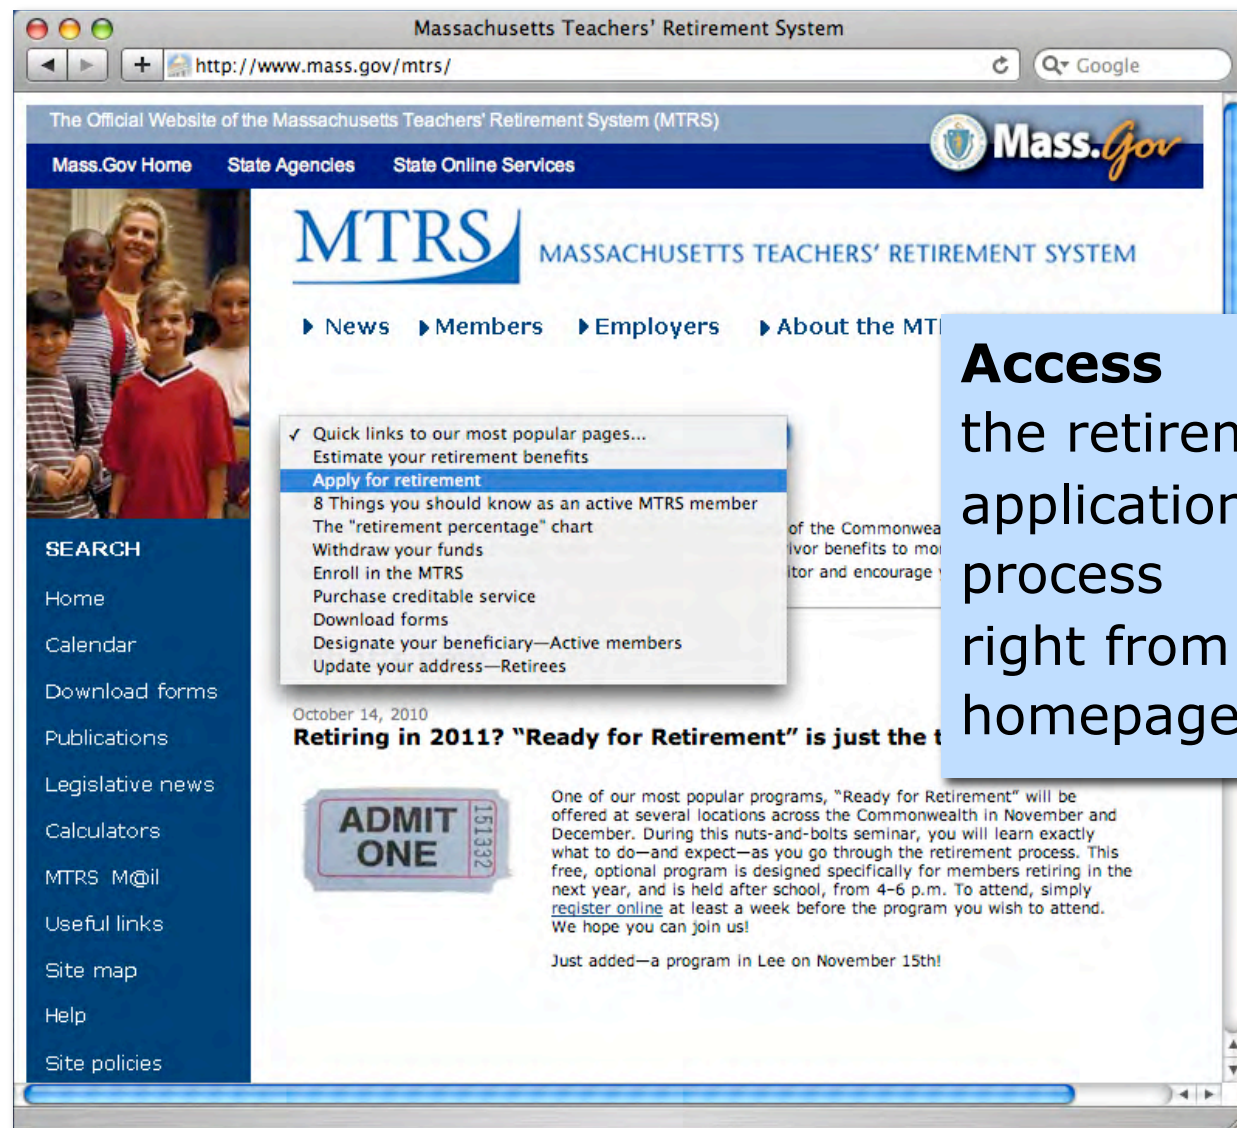 Massachusetts Teachers' Retirement System
http://www.mass.gov/mtrs/
Google
The Official Website of the Massachusetts Teachers' Retirement System (MTRS)
Mass.Gov
Mass.Gov Home State Agencies State Online Services
MTRS MASSACHUSETTS TEACHERS' RETIREMENT SYSTEM
News Members Employers About the
Access
the
process
right from
homepage
✓ Quick links to our most popular pages...
Estimate your retirement benefits
Apply for retirement
8 Things you should know as an active MTRS member
The "retirement percentage" chart
Withdraw your funds
Enroll in the MTRS
Purchase creditable service
Download forms
Designate your beneficiary—Active members
Update your address—Retirees
of the
benefits to
and encourage
SEARCH
Home
Calendar
Download forms
Publications
Legislative news
Calculators
MTRS M@il
Useful links
Site map
Help
Site policies
October 14, 2010
Retiring in 2011? “Ready for Retirement” is just the
ADMIT
ONE
151332
One of our most popular programs, “Ready for Retirement” will be
offered at several locations across the Commonwealth in November and
December. During this nuts-and-bolts seminar, you will learn exactly
what to do—and expect—as you go through the retirement process. This
free, optional program is designed specifically for members retiring in the
next year, and is held after school, from 4–6 p.m. To attend, simply
register online at least a week before the program you wish to attend.
We hope you can join us!
Just added—a program in Lee on November 15th!